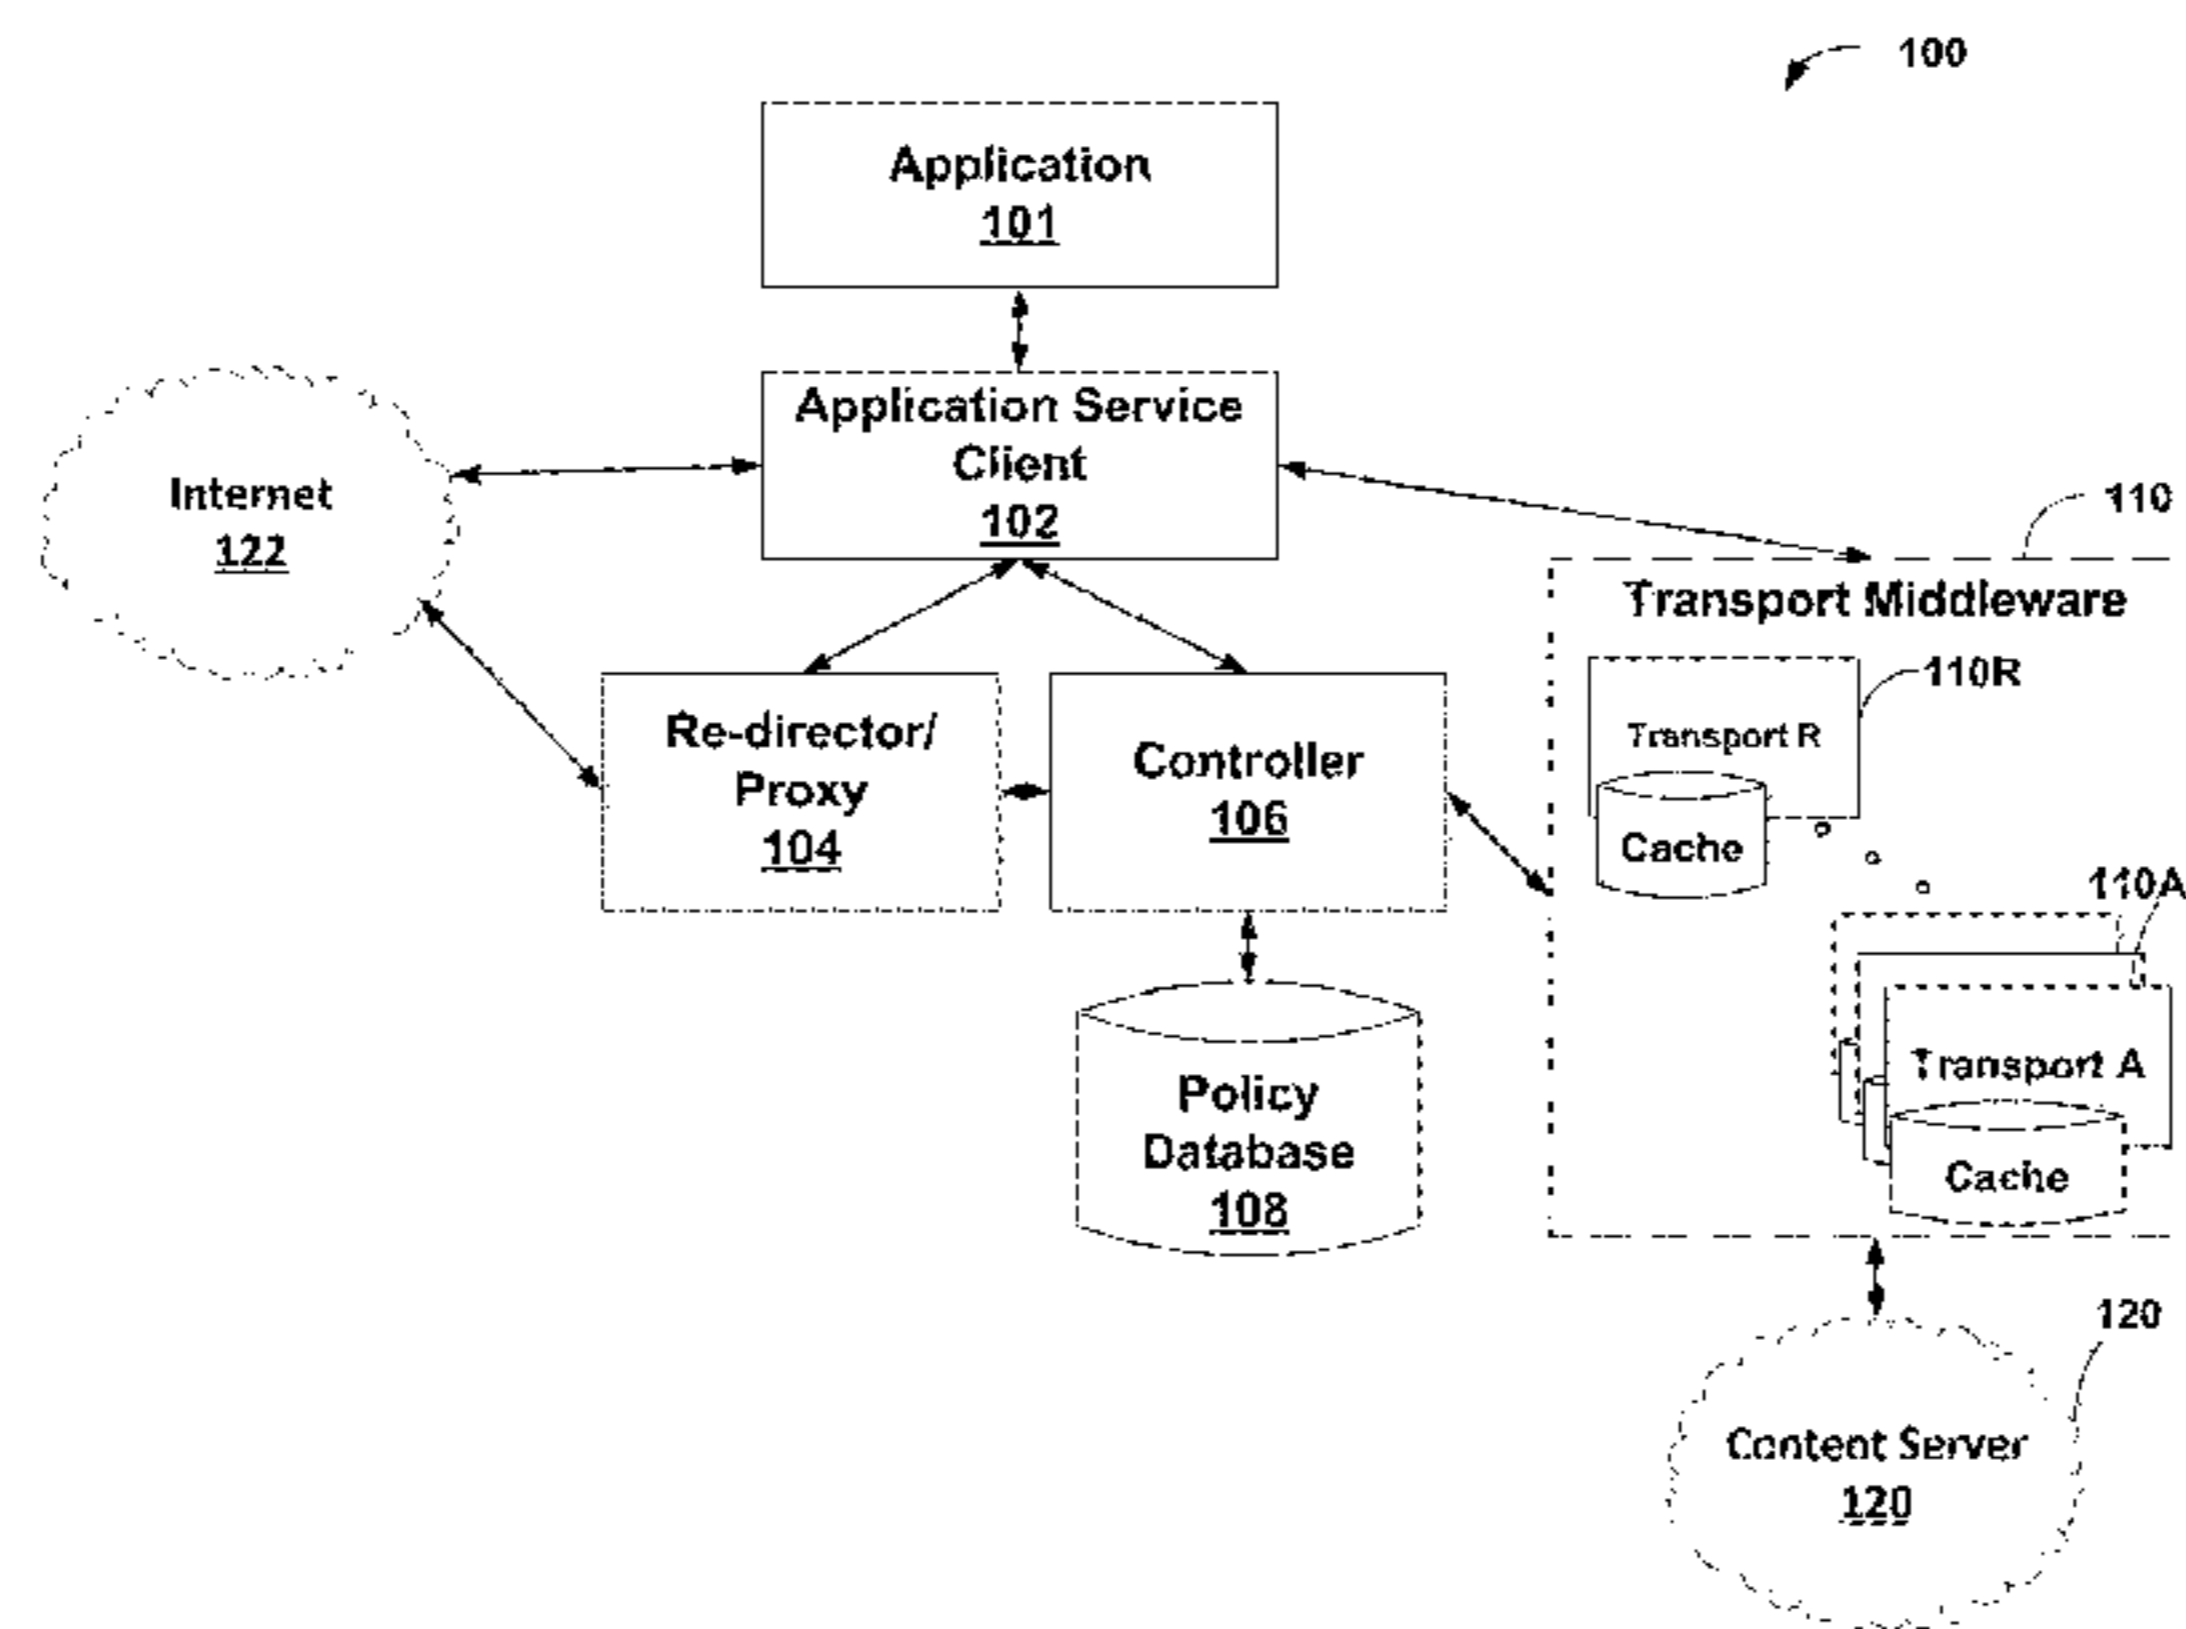 100
Application
101
Application Service
Client
102
Internet
122
110
Transport Middleware
110R
Transport R
Cache
Re-director/
Proxy
104
Controller
106
110A
Transport A
Cache
Policy
Database
108
120
Content Server
120